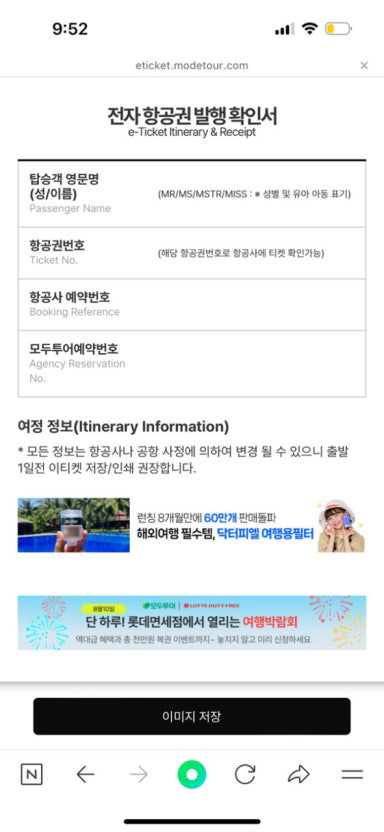 9:52
eticket.modetour.com
전자 항공권 발행 확인서
e-Ticket Itinerary & Receipt
탑승객 영문명
(성/이름)
Passenger Name
(MR/MS/MSTR/MISS : ※ 성별 및 유아 아동 표기)
항공권번호
Ticket No.
(해당 항공권번호로 항공사에 티켓 확인가능)
항공사 예약번호
Booking Reference
모두투어예약번호
Agency Reservation
No.
여정 정보(Itinerary Information)
* 모든 정보는 항공사나 공항 사정에 의하여 변경 될 수 있으니 출발
1일전 이티켓 저장/인쇄 권장합니다.
런칭 8개월만에 60만개 판매돌파
해외여행 필수템, 닥터피엘 여행용필터
8월10일 모두투어 | LOTTE DUTY FREE
단 하루! 롯데면세점에서 열리는 여행박람회
역대급 혜택과 총 천만원 복권 이벤트까지~ 놓치지 말고 미리 신청하세요
이미지 저장
N